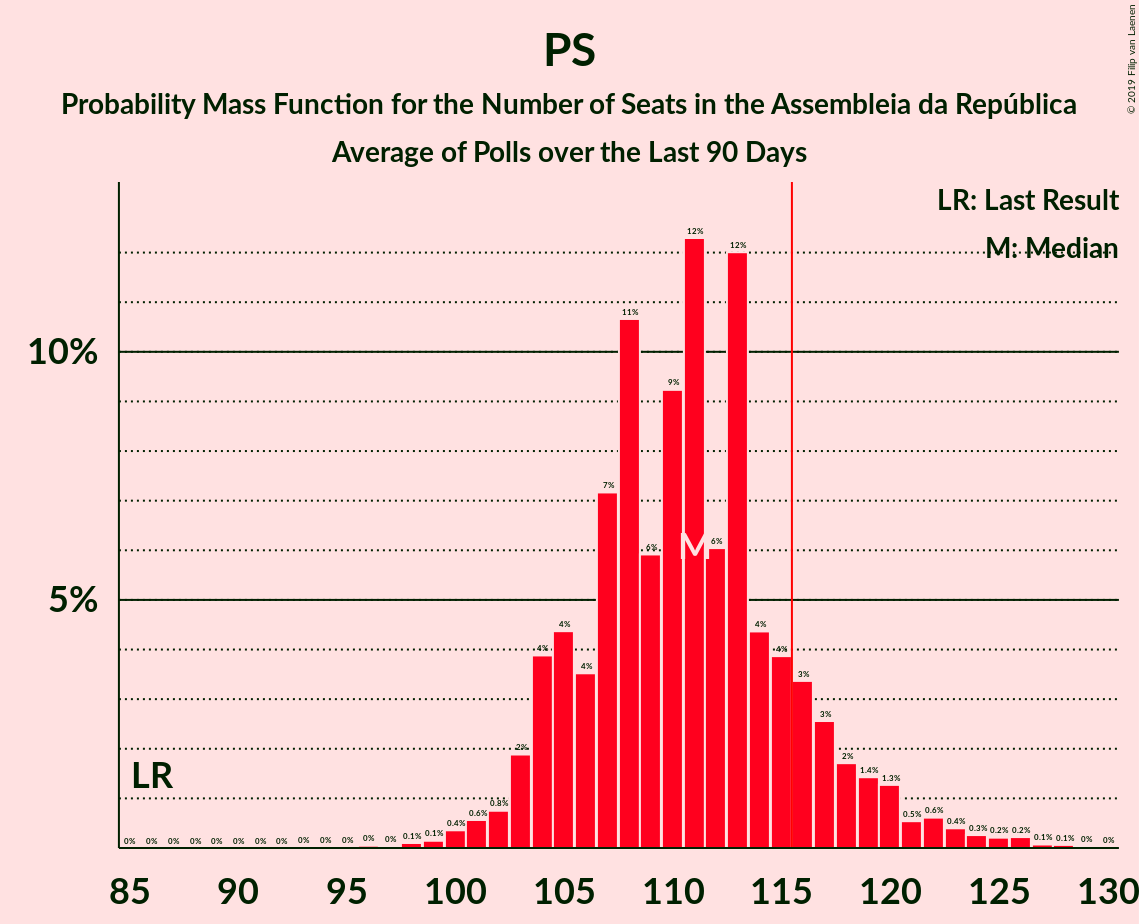 PS
Probability Mass Function for the Number of Seats in the Assembleia da República
Average of Polls over the Last 90 Days
© 2019 Filip van Laenen
LR: Last Result
M: Median
10%
5%
LR
M
0% 0% 0% 0% 0% 0% 0% 0% 0% 0% 0% 0% 0% 0.1% 0.1% 0.4% 0.6% 0.8% 2% 4% 4% 4% 7% 11% 6% 9% 12% 6% 12% 4% 4% 3% 3% 2% 1.4% 1.3% 0.5% 0.6% 0.4% 0.3% 0.2% 0.2% 0.1% 0.1% 0% 0%
85 90 95 100 105 110 115 120 125 130